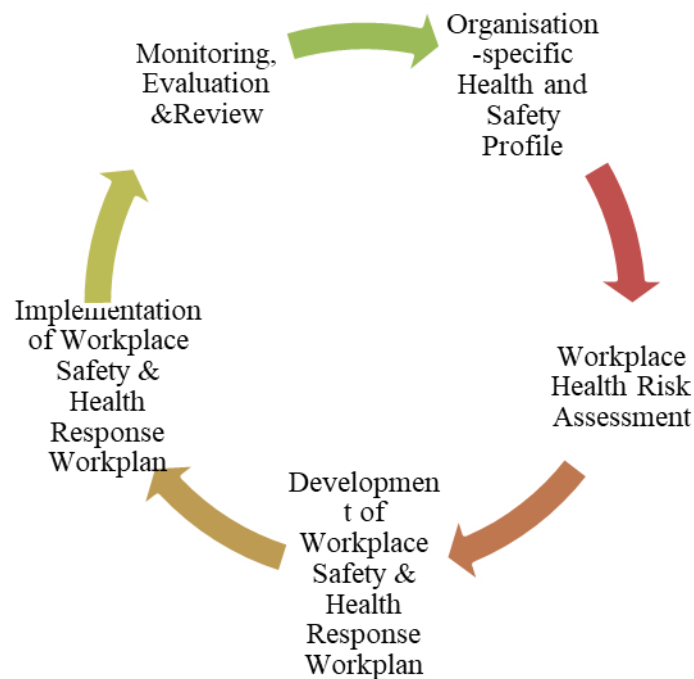 Organisation
-specific
Health and
Safety
Profile
Workplace
Health Risk
Assessment
Developmen
t of
Workplace
Safety &
Health
Response
Workplan
Implementation
of Workplace
Safety &
Health
Response
Workplan
Monitoring,
Evaluation
&Review